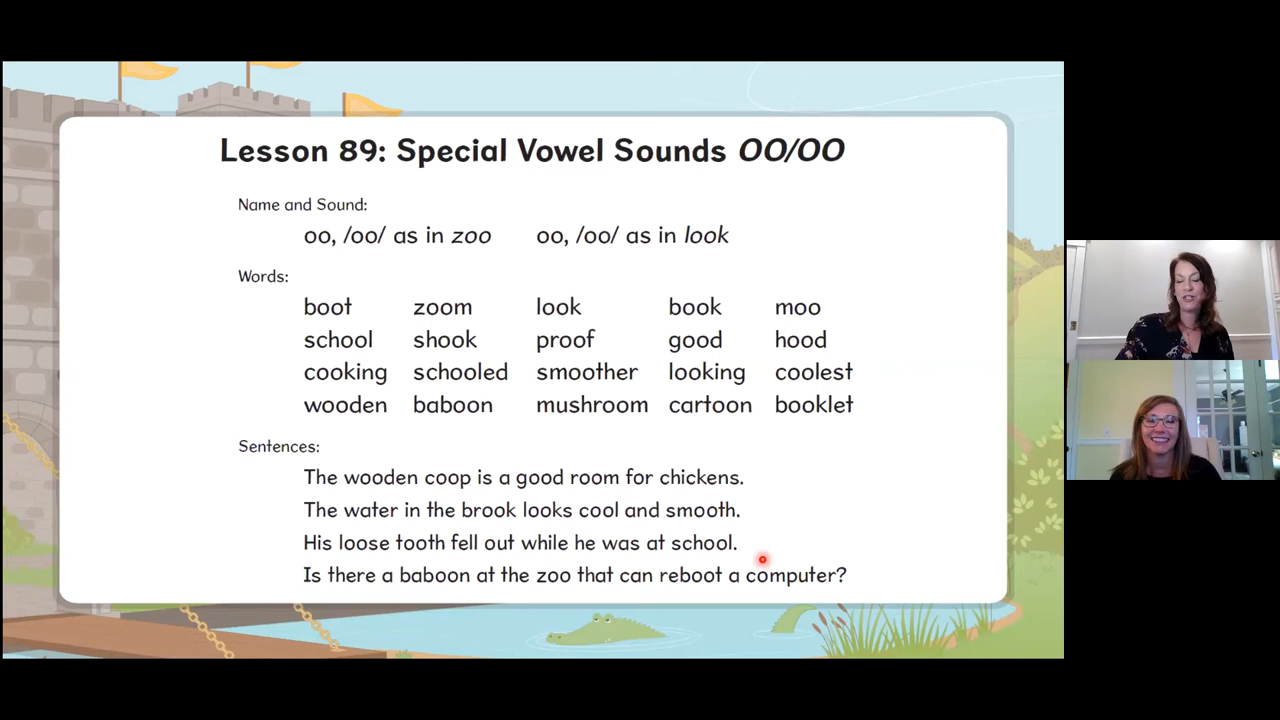 Lesson 89: Special Vowel Sounds OO/OO
Name and Sound:
oo, /oo/ as in zoo oo, /oo/ as in look
Words:
boot zoom look book moo
school shook proof good hood
cooking schooled smoother looking coolest
wooden baboon mushroom cartoon booklet
Sentences:
The wooden coop is a good room for chickens.
The water in the brook looks cool and smooth.
His loose tooth fell out while he was at school.
Is there a baboon at the zoo that can reboot a computer?